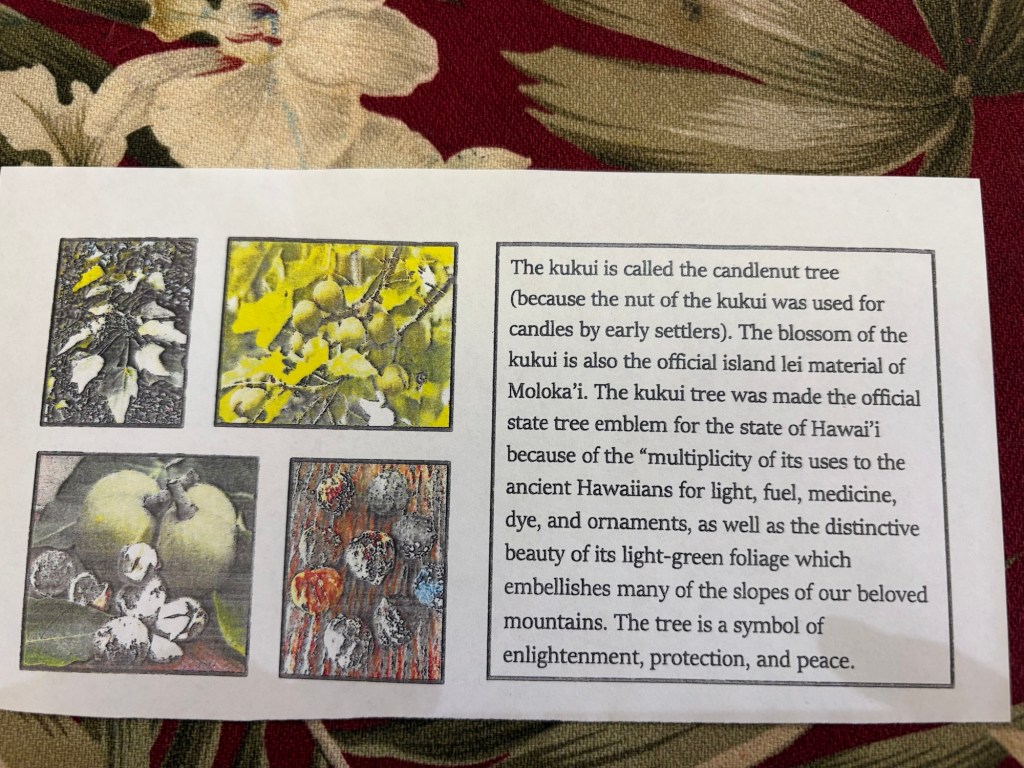 The kukui is called the candlenut tree
(because the nut of the kukui was used for
candles by early settlers). The blossom of the
kukui is also the official island lei material of
Moloka’i. The kukui tree was made the official
state tree emblem for the state of Hawai’i
because of the “multiplicity of its uses to the
ancient Hawaiians for light, fuel, medicine,
dye, and ornaments, as well as the distinctive
beauty of its light-green foliage which
embellishes many of the slopes of our beloved
mountains. The tree is a symbol of
enlightenment, protection, and peace.